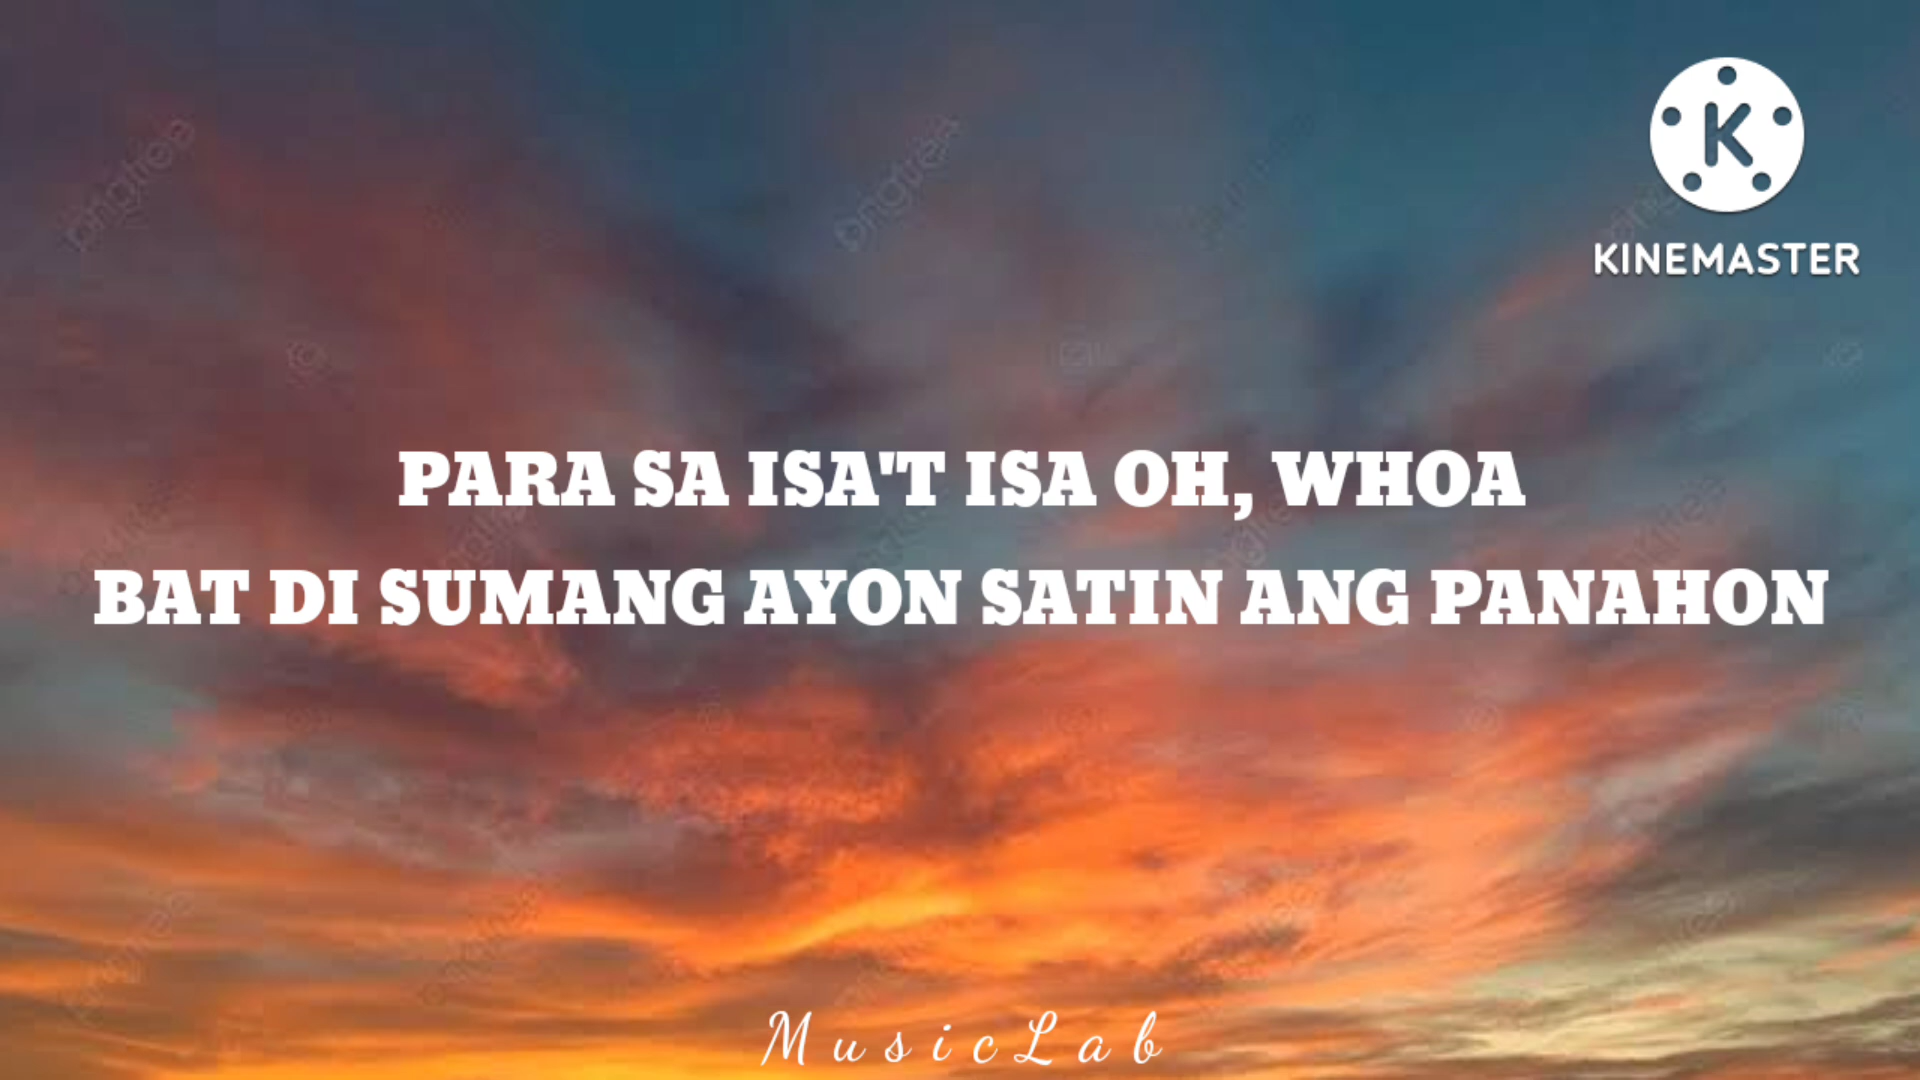 KINEMASTER
PARA SA ISA'T ISA OH, WHOA
BAT DI SUMANG AYON SATIN ANG PANAHON
MusicLab